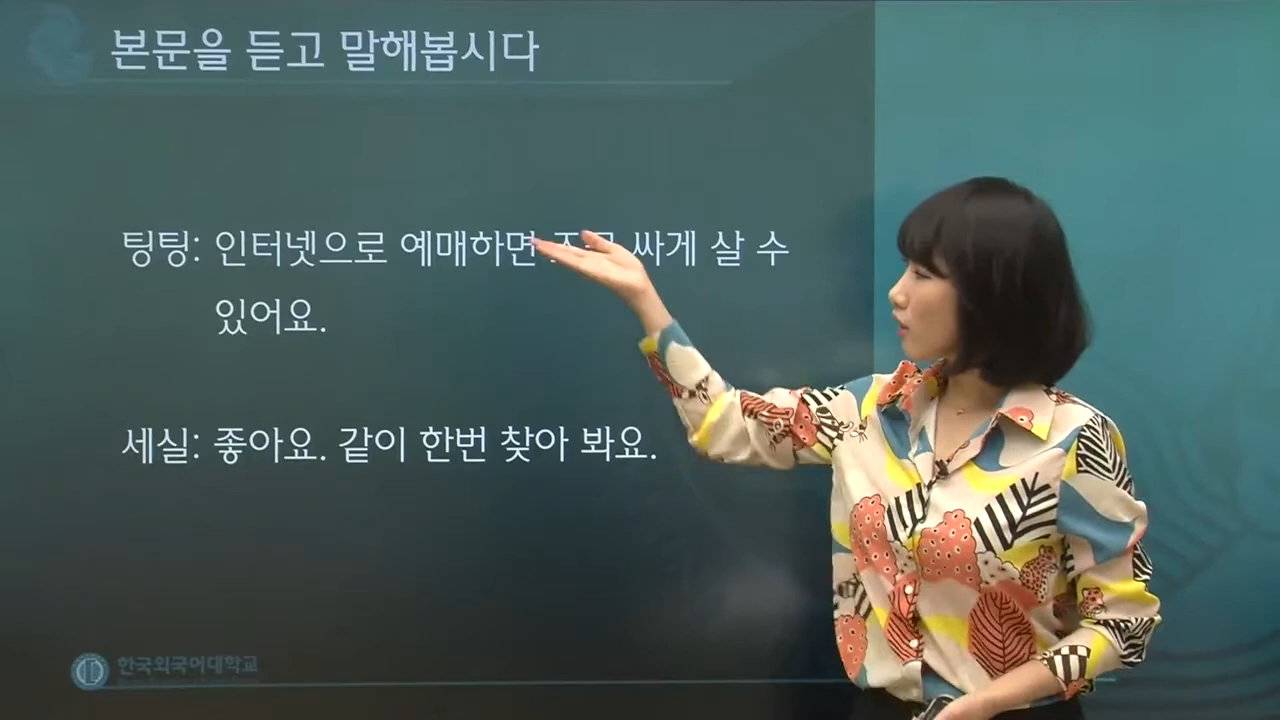 본문을 듣고 말해봅시다
팅팅: 인터넷으로 예매하면 싸게 살 수
있어요.
세실: 좋아요. 같이 한번 찾아 봐요.
한국외국어대학교